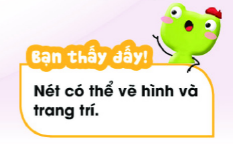 Bạn thấy đấy!
Nét có thể vẽ hình và
trang trí.